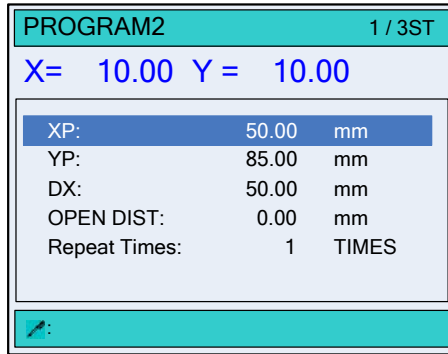 PROGRAM2 1 / 3ST
X= 10.00 Y = 10.00
XP: 50.00 mm
YP: 85.00 mm
DX: 50.00 mm
OPEN DIST: 0.00 mm
Repeat Times: 1 TIMES
: